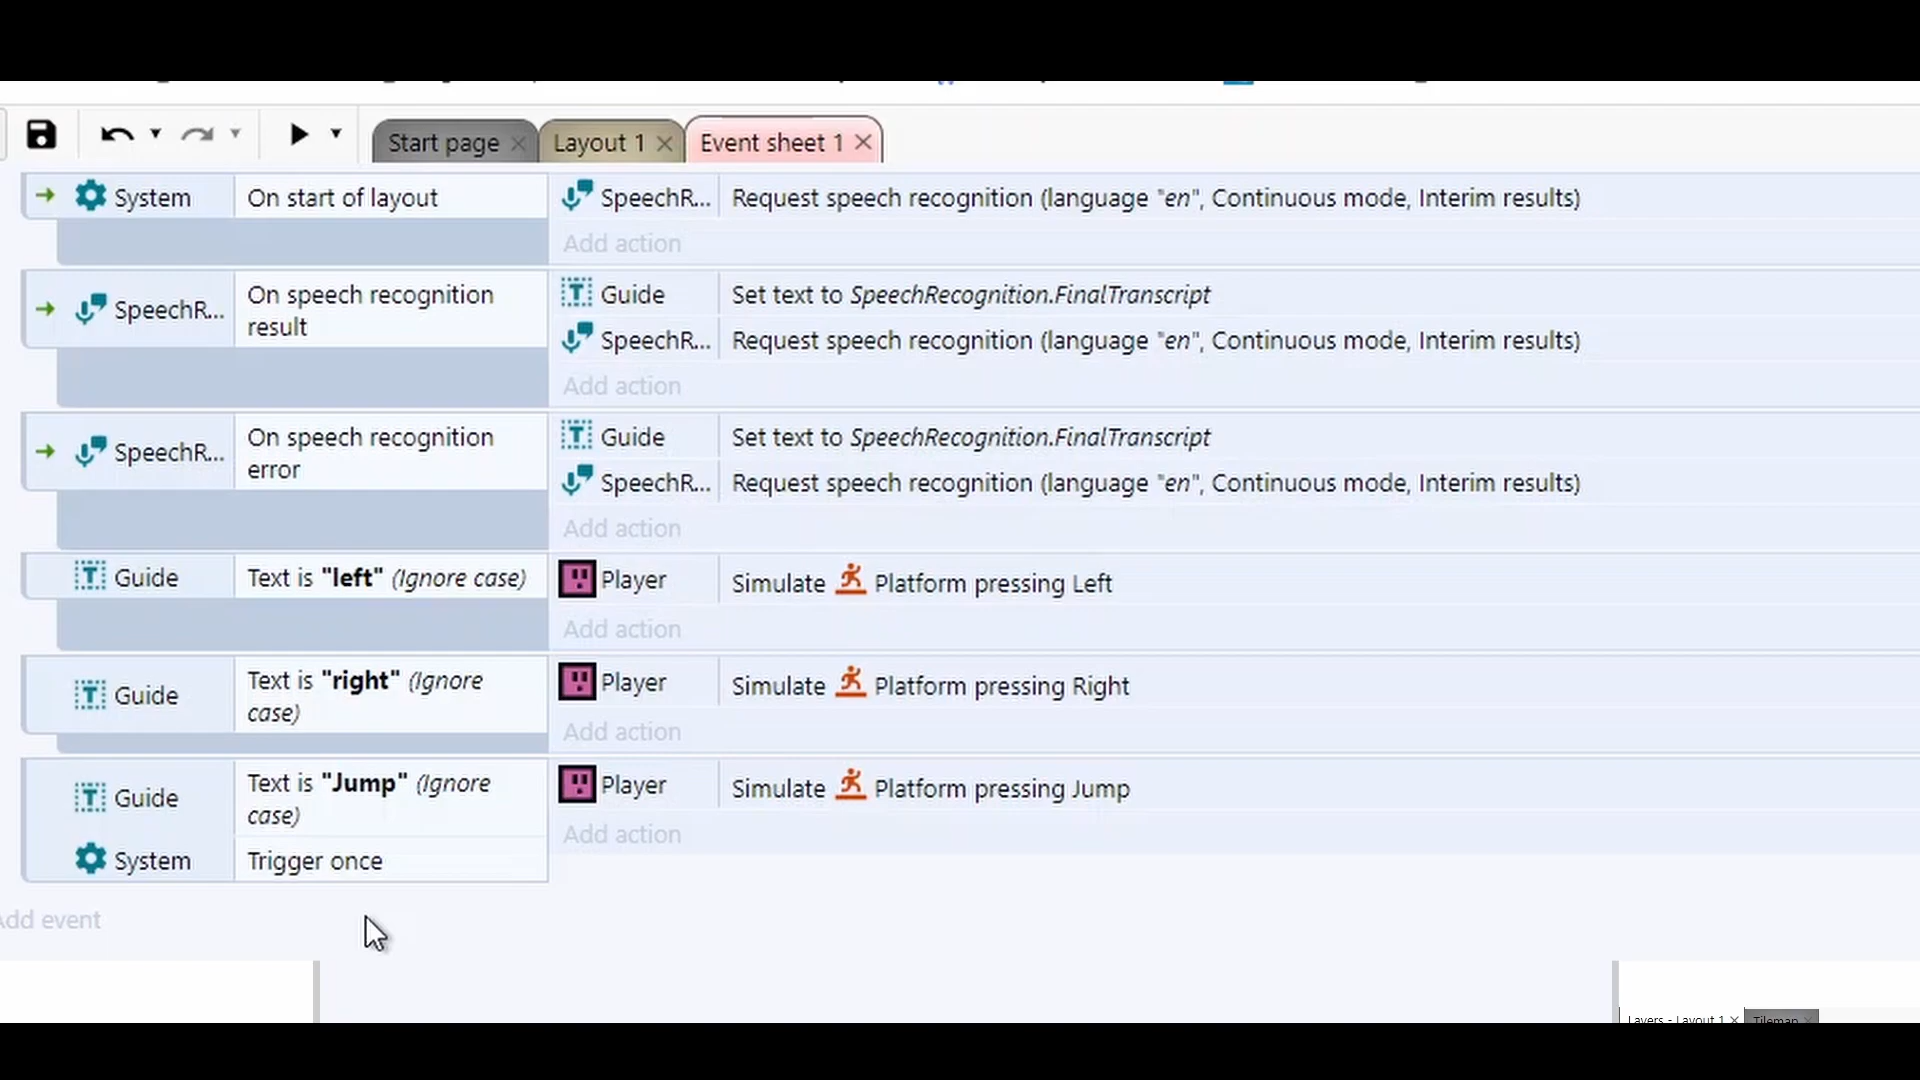 Start page
Layout 1
Event sheet 1
System On start of layout SpeechR... Request speech recognition (language "en", Continuous mode, Interim results)
Add action
SpeechR... On speech recognition result Guide Set text to SpeechRecognition.FinalTranscript
SpeechR... Request speech recognition (language "en", Continuous mode, Interim results)
Add action
SpeechR... On speech recognition error Guide Set text to SpeechRecognition.FinalTranscript
SpeechR... Request speech recognition (language "en", Continuous mode, Interim results)
Add action
Guide Text is "left" (Ignore case) Player Simulate Platform pressing Left
Add action
Guide Text is "right" (Ignore case) Player Simulate Platform pressing Right
Add action
Guide Text is "Jump" (Ignore case) Player Simulate Platform pressing Jump
Add action
System Trigger once
Add event
Layers - Layout 1
Tilemap